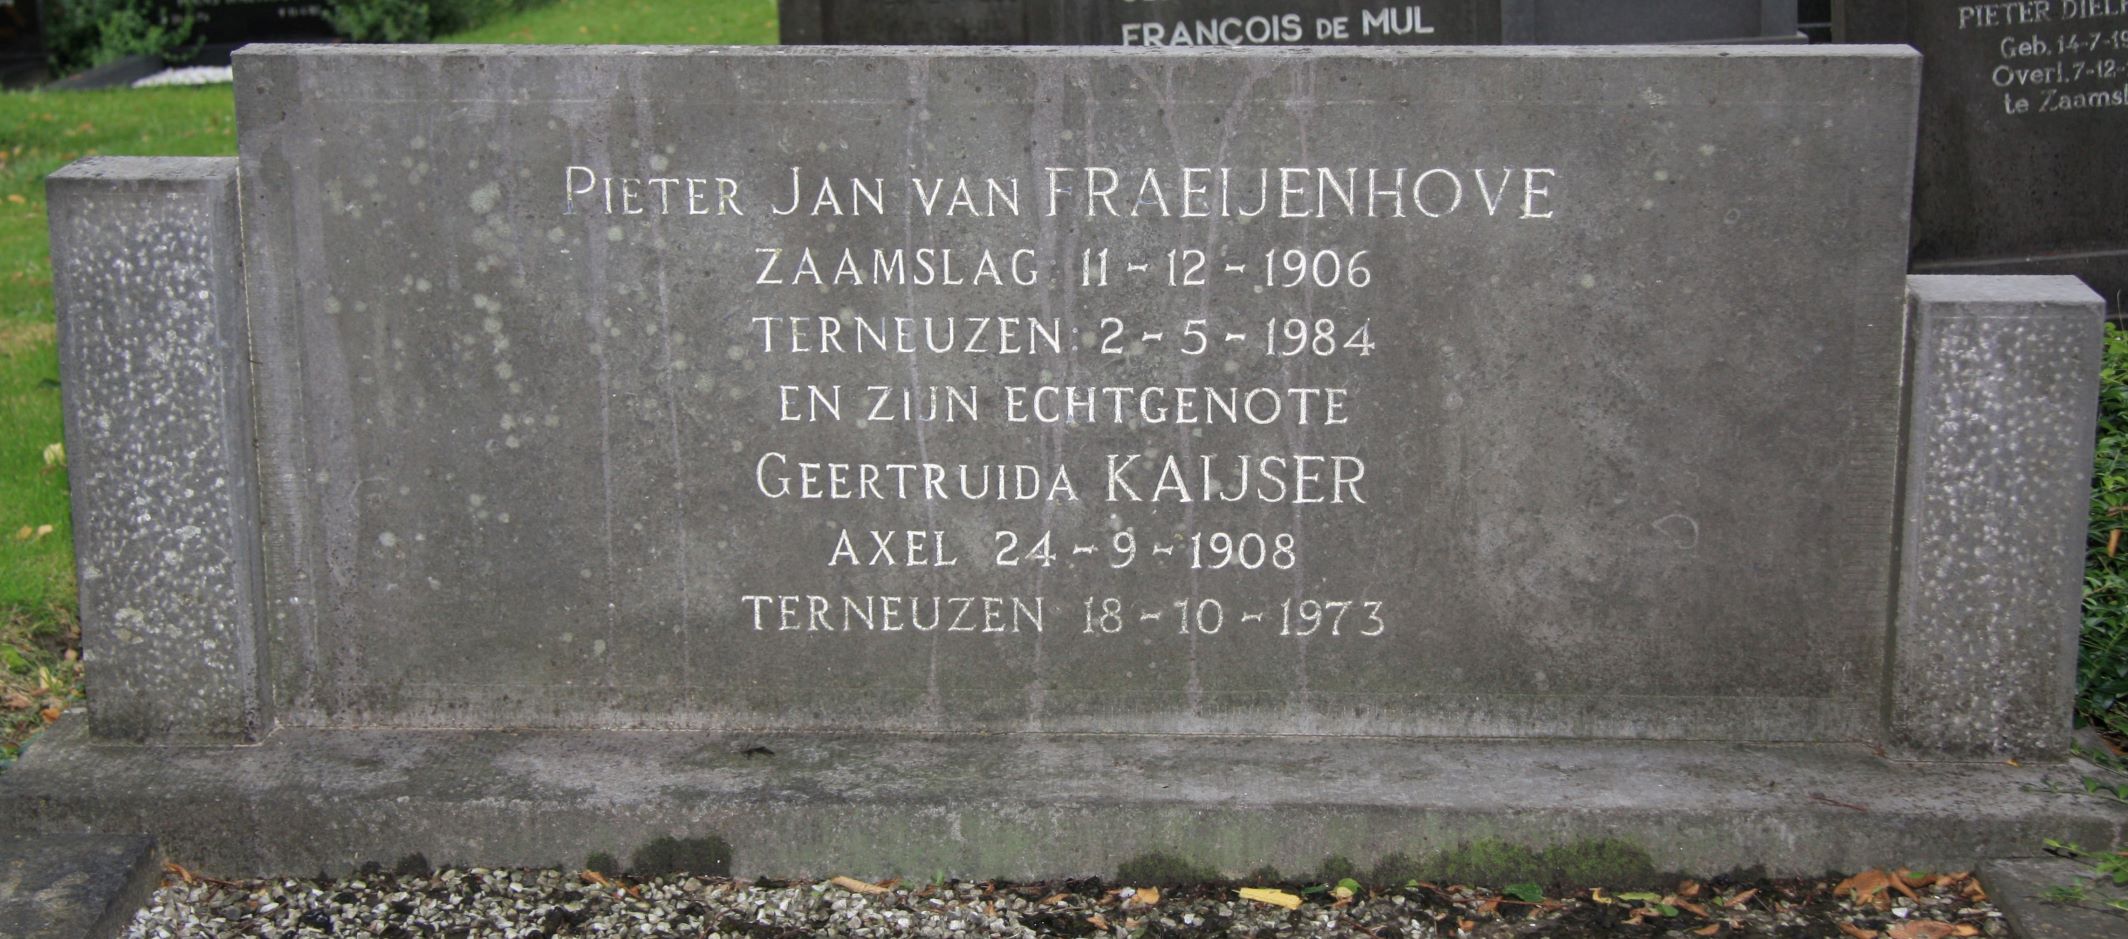 FRANÇOIS DE MUL
PIETER
Geb. 14-7-
Overl. 7-12-
te
PIETER JAN VAN FRAEIJENHOVE
ZAAMSLAG 11-12-1906
TERNEUZEN 2-5-1984
EN ZIJN ECHTGENOTE
GEERTRUIDA KAIJSER
AXEL 24-9-1908
TERNEUZEN 18-10-1973